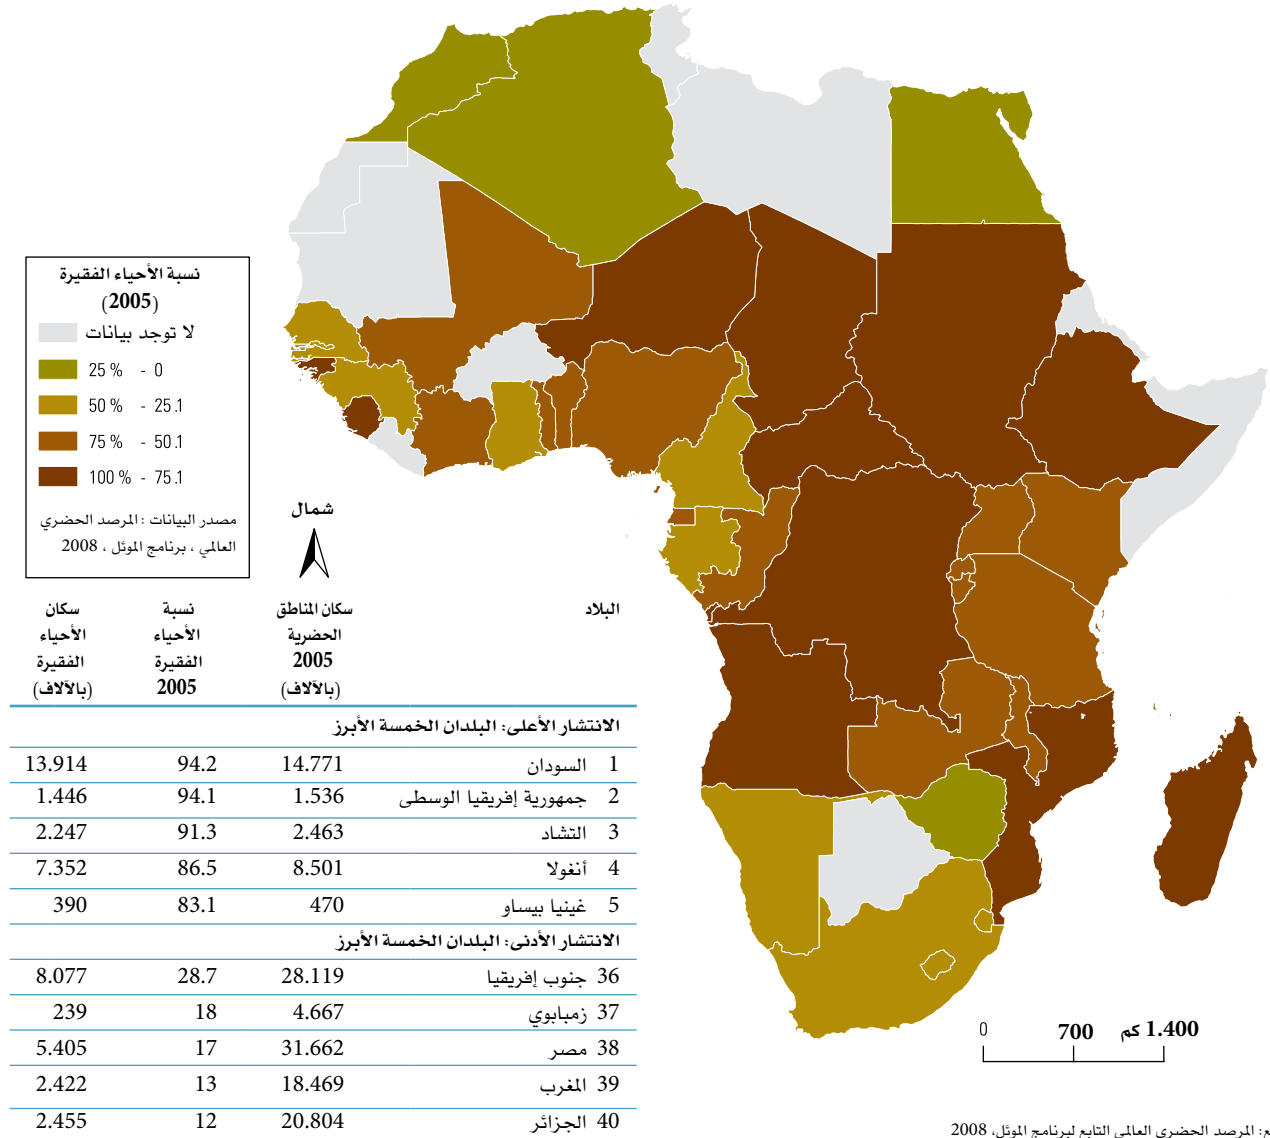 نسبة الأحياء الفقيرة
(2005)
لا توجد بيانات
25 % - 0
50 % - 25.1
75 % - 50.1
100 % - 75.1
مصدر البيانات : المرصد الحضري
العالمي ، برنامج الموئل ، 2008
شمال
البلاد سكان المناطق الحضرية 2005 (بالآلاف) نسبة الأحياء الفقيرة 2005 سكان الأحياء الفقيرة (بالآلاف)
الانتشار الأعلى: البلدان الخمسة الأبرز
1 السودان 14.771 94.2 13.914
2 جمهورية إفريقيا الوسطى 1.536 94.1 1.446
3 التشاد 2.463 91.3 2.247
4 أنغولا 8.501 86.5 7.352
5 غينيا بيساو 470 83.1 390
الانتشار الأدنى: البلدان الخمسة الأبرز
36 جنوب إفريقيا 28.119 28.7 8.077
37 زمبابوي 4.667 18 239
38 مصر 31.662 17 5.405
39 المغرب 18.469 13 2.422
40 الجزائر 20.804 12 2.455
0 700 1.400 كم
ع: المرصد الحضري العالمي التابع لبرنامج الموئل، 2008